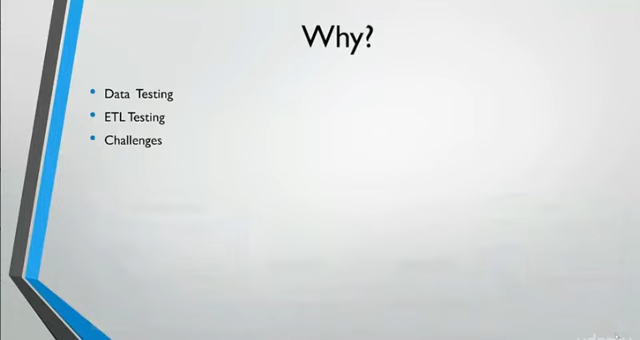 Why?
• Data Testing
• ETL Testing
• Challenges